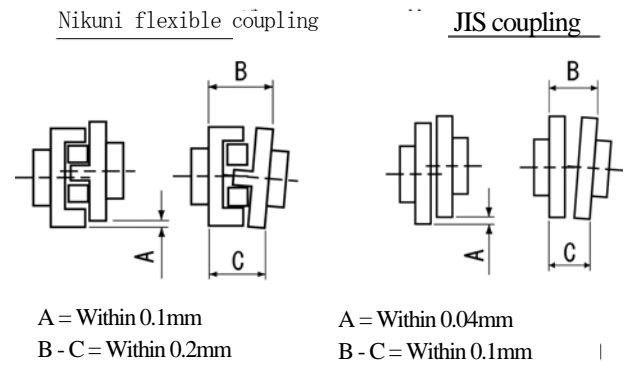 Nikuni flexible coupling
JIS coupling
B
B
A
C
A
C
A = Within 0.1mm
B - C = Within 0.2mm
A = Within 0.04mm
B - C = Within 0.1mm